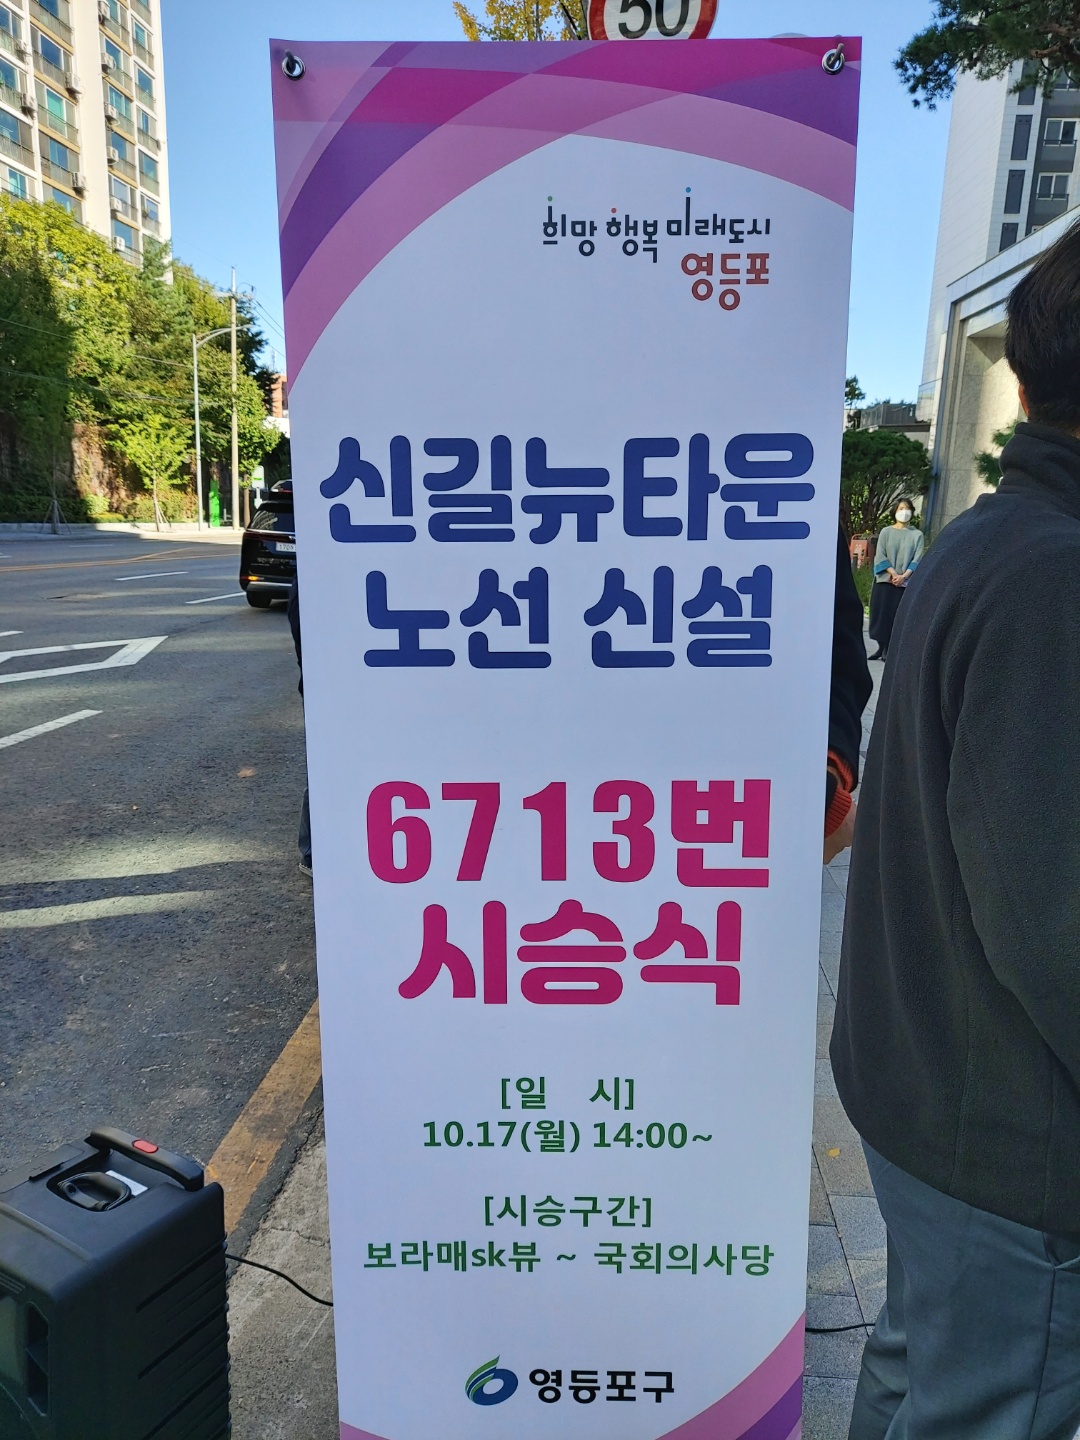 50
희망 행복 미래도시
영등포
신길뉴타운
노선 신설
6713번
시승식
[일 시]
10.17(월) 14:00~
[시승구간]
보라매sk뷰 ~ 국회의사당
영등포구